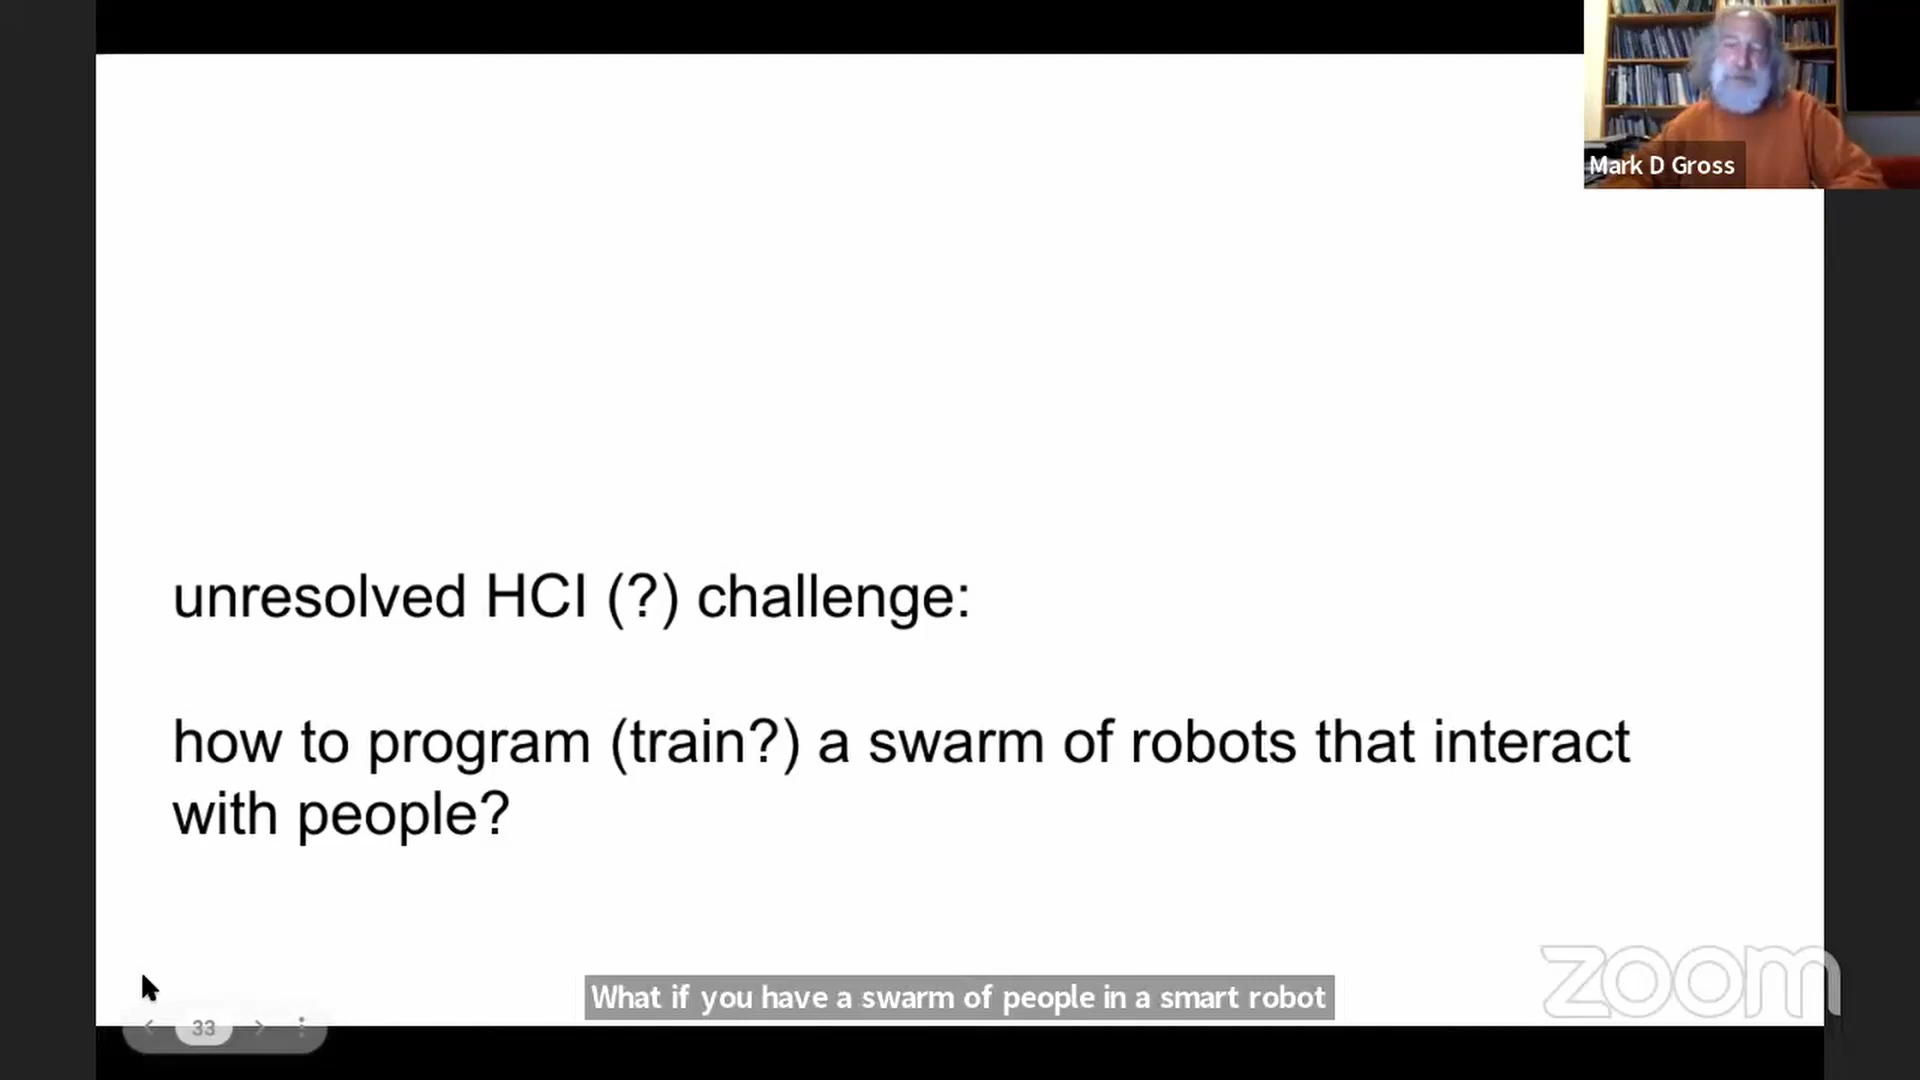 Mark D Gross
unresolved HCI (?) challenge:
how to program (train?) a swarm of robots that interact
with people?
What if you have a swarm of people in a smart robot
zoom
33